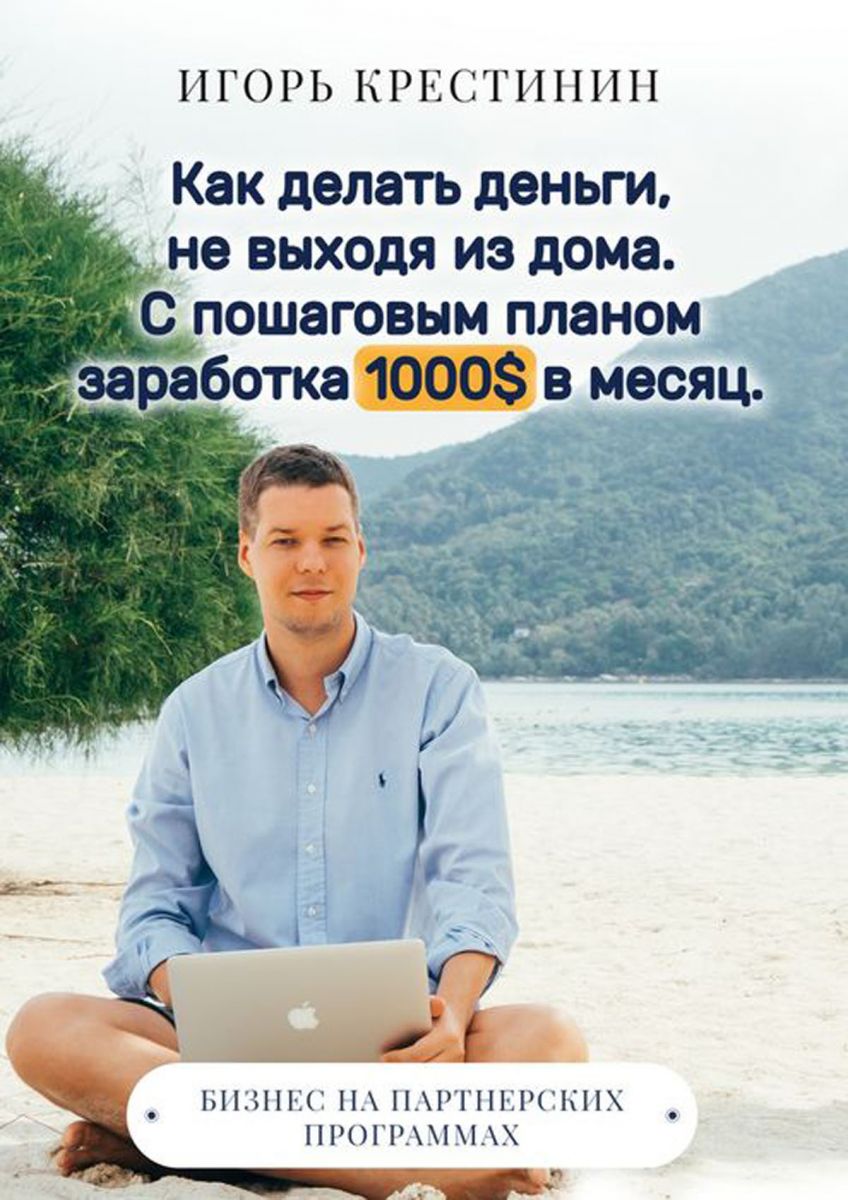 ИГОРЬ КРЕСТИНИН
Как делать деньги,
не выходя из дома.
С пошаговым планом
заработка 1000$ в месяц.
БИЗНЕС НА ПАРТНЕРСКИХ
ПРОГРАММАХ